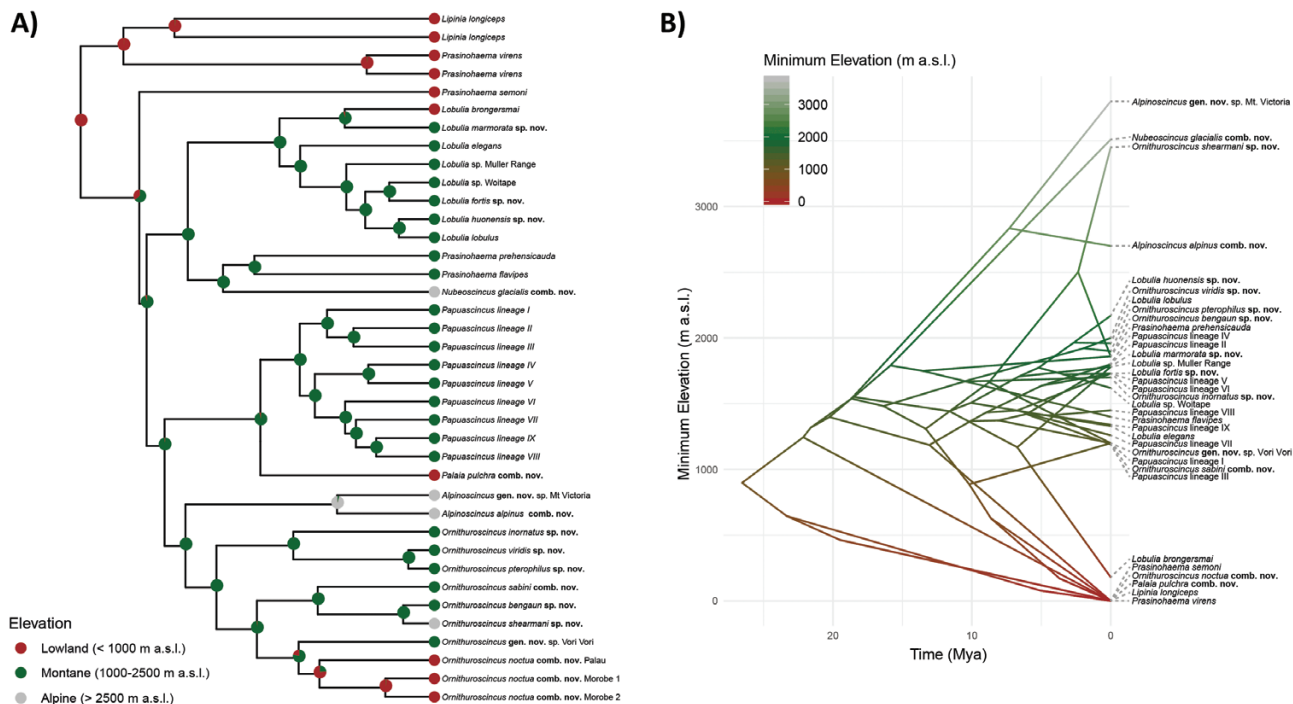 A)
Lipinia longiceps
Lipinia longiceps
Prasinohaema virens
Prasinohaema virens
Prasinohaema semoni
Lobulia brongersmai
Lobulia marmorata sp. nov.
Lobulia elegans
Lobulia sp. Muller Range
Lobulia sp. Woitape
Lobulia fortis sp. nov.
Lobulia huonensis sp. nov.
Lobulia lobulus
Prasinohaema prehensicauda
Prasinohaema flavipes
Nubeoscincus glacialis comb. nov.
Papuascincus lineage I
Papuascincus lineage II
Papuascincus lineage III
Papuascincus lineage IV
Papuascincus lineage V
Papuascincus lineage VI
Papuascincus lineage VII
Papuascincus lineage IX
Papuascincus lineage VIII
Palaia pulchra comb. nov.
Alpinoscincus gen. nov. sp. Mt Victoria
Alpinoscincus alpinus comb. nov.
Ornithuroscincus inornatus sp. nov.
Ornithuroscincus viridis sp. nov.
Ornithuroscincus pterophilus sp. nov.
Ornithuroscincus sabini comb. nov.
Ornithuroscincus bengaun sp. nov.
Ornithuroscincus shearmani sp. nov.
Ornithuroscincus gen. nov. sp. Vori Vori
Ornithuroscincus noctua comb. nov. Palau
Ornithuroscincus noctua comb. nov. Morobe 1
Ornithuroscincus noctua comb. nov. Morobe 2
Elevation
Lowland (< 1000 m a.s.l.)
Montane (1000-2500 m a.s.l.)
Alpine (> 2500 m a.s.l.)
B)
Minimum Elevation (m a.s.l.)
3000
2000
1000
0
Minimum Elevation (m a.s.l.)
3000
2000
1000
0
20
10
0
Time (Mya)
Alpinoscincus gen. nov. sp. Mt. Victoria
Nubeoscincus glacialis comb. nov.
Ornithuroscincus shearmani sp. nov.
Alpinoscincus alpinus comb. nov.
Lobulia huonensis sp. nov.
Ornithuroscincus viridis sp. nov.
Lobulia lobulus
Ornithuroscincus pterophilus sp. nov.
Ornithuroscincus bengaun sp. nov.
Prasinohaema prehensicauda
Papuascincus lineage IV
Papuascincus lineage II
Lobulia marmorata sp. nov.
Lobulia sp. Muller Range
Lobulia fortis sp. nov.
Papuascincus lineage V
Papuascincus lineage VI
Ornithuroscincus inornatus sp. nov.
Lobulia sp. Woitape
Papuascincus lineage VIII
Prasinohaema flavipes
Papuascincus lineage IX
Lobulia elegans
Papuascincus lineage VII
Ornithuroscincus gen. nov. sp. Vori Vori
Papuascincus lineage I
Ornithuroscincus sabini comb. nov.
Papuascincus lineage III
Lobulia brongersmai
Prasinohaema semoni
Ornithuroscincus noctua comb. nov.
Palaia pulchra comb. nov.
Lipinia longiceps
Prasinohaema virens